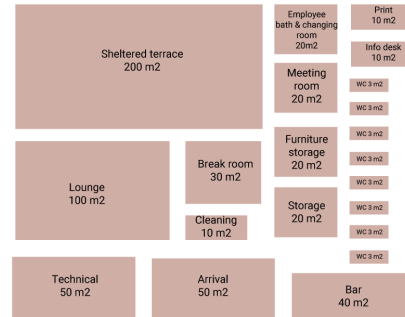 Sheltered terrace
200 m2
Employee
bath & changing
room
20m2
Print
10 m2
Info desk
10 m2
Meeting
room
20 m2
WC 3 m2
WC 3 m2
Furniture
storage
20 m2
WC 3 m2
WC 3 m2
Lounge
100 m2
Break room
30 m2
Storage
20 m2
WC 3 m2
WC 3 m2
Cleaning
10 m2
WC 3 m2
WC 3 m2
Technical
50 m2
Arrival
50 m2
Bar
40 m2